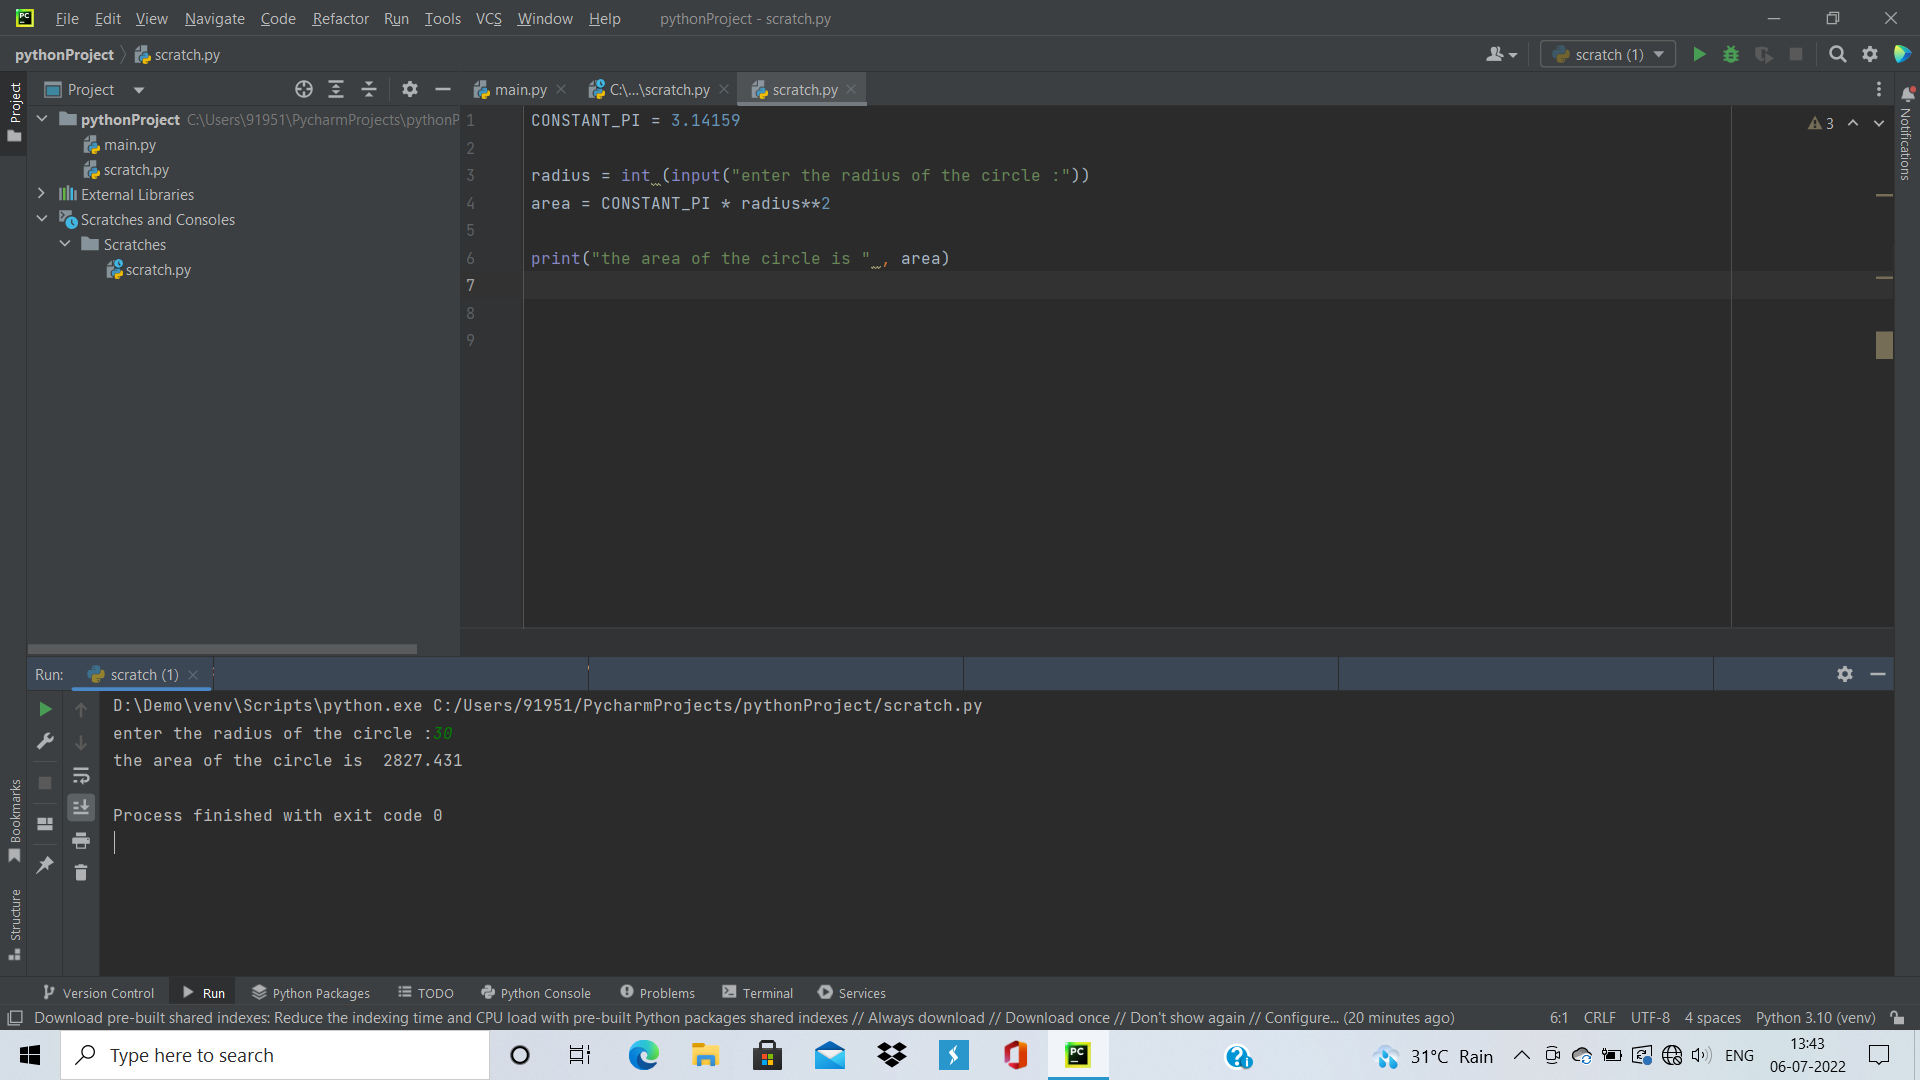 PC File Edit View Navigate Code Refactor Run Tools VCS Window Help pythonProject - scratch.py
pythonProject scratch.py scratch (1)
Project main.py C:\...\scratch.py scratch.py
Project
Notifications
pythonProject C:\Users\91951\PycharmProjects\pythonP
main.py
scratch.py
External Libraries
Scratches and Consoles
Scratches
scratch.py
1 CONSTANT_PI = 3.14159
3
2
3 radius = int (input("enter the radius of the circle :"))
4 area = CONSTANT_PI * radius**2
5
6 print("the area of the circle is " , area)
7
8
9
Run: scratch (1)
D:\Demo\venv\Scripts\python.exe C:/Users/91951/PycharmProjects/pythonProject/scratch.py
enter the radius of the circle :30
the area of the circle is  2827.431
Process finished with exit code 0
Bookmarks
Structure
Version Control Run Python Packages TODO Python Console Problems Terminal Services
Download pre-built shared indexes: Reduce the indexing time and CPU load with pre-built Python packages shared indexes // Always download // Download once // Don't show again // Configure... (20 minutes ago) 6:1 CRLF UTF-8 4 spaces Python 3.10 (venv)
Type here to search PC 31°C Rain ENG 13:43
06-07-2022